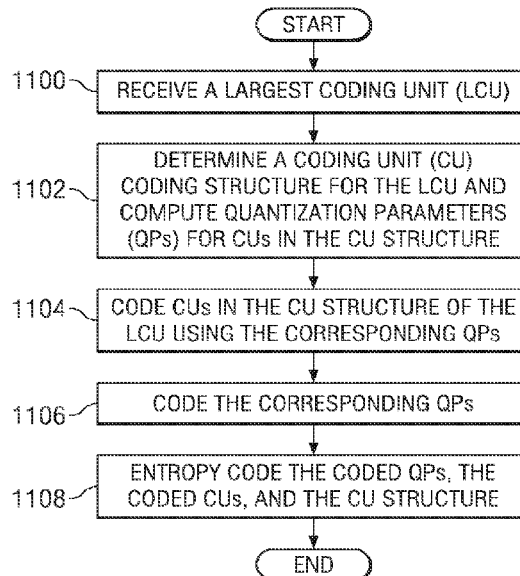 START
1100
RECEIVE A LARGEST CODING UNIT (LCU)
1102
DETERMINE A CODING UNIT (CU)
CODING STRUCTURE FOR THE LCU AND
COMPUTE QUANTIZATION PARAMETERS
(QPs) FOR CUs IN THE CU STRUCTURE
1104
CODE CUs IN THE CU STRUCTURE OF THE
LCU USING THE CORRESPONDING QPs
1106
CODE THE CORRESPONDING QPs
1108
ENTROPY CODE THE CODED QPs, THE
CODED CUs, AND THE CU STRUCTURE
END